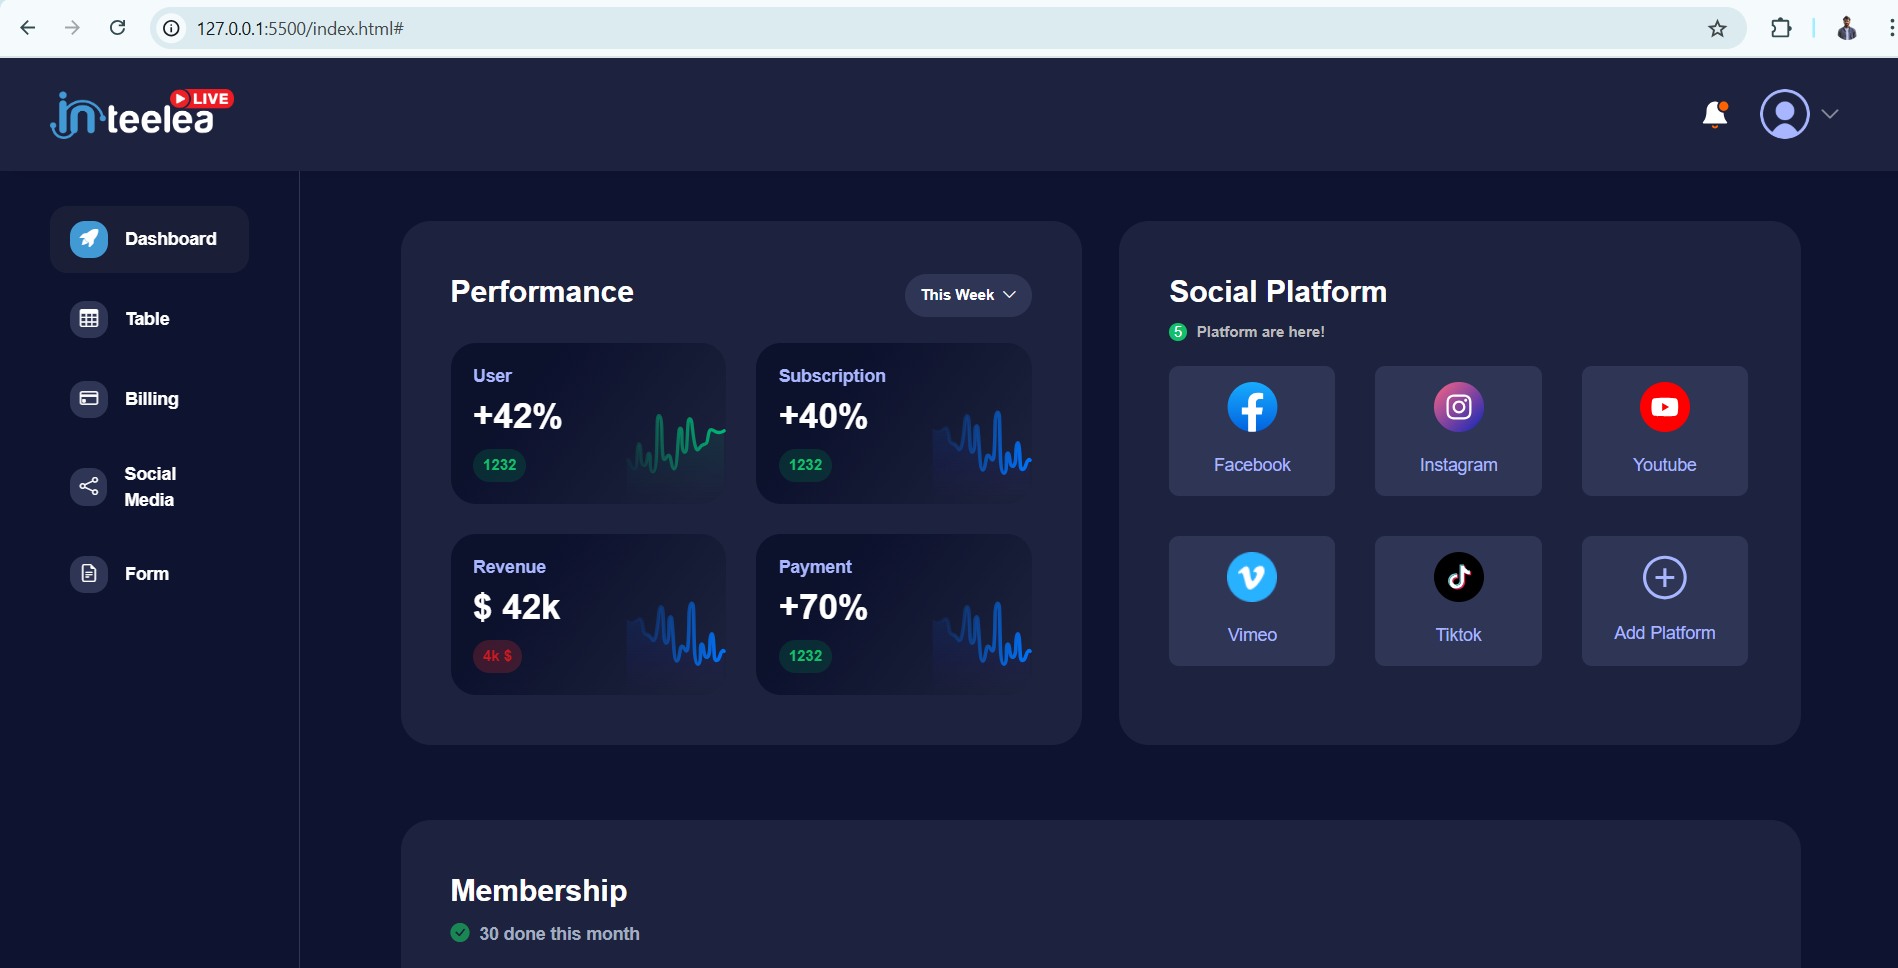 127.0.0.1:5500/index.html#
inteelea LIVE
Dashboard
Table
Billing
Social
Media
Form
Performance
This Week
User
+42%
1232
Subscription
+40%
1232
Revenue
$ 42k
4k $
Payment
+70%
1232
Social Platform
5 Platform are here!
Facebook
Instagram
Youtube
Vimeo
Tiktok
Add Platform
Membership
30 done this month